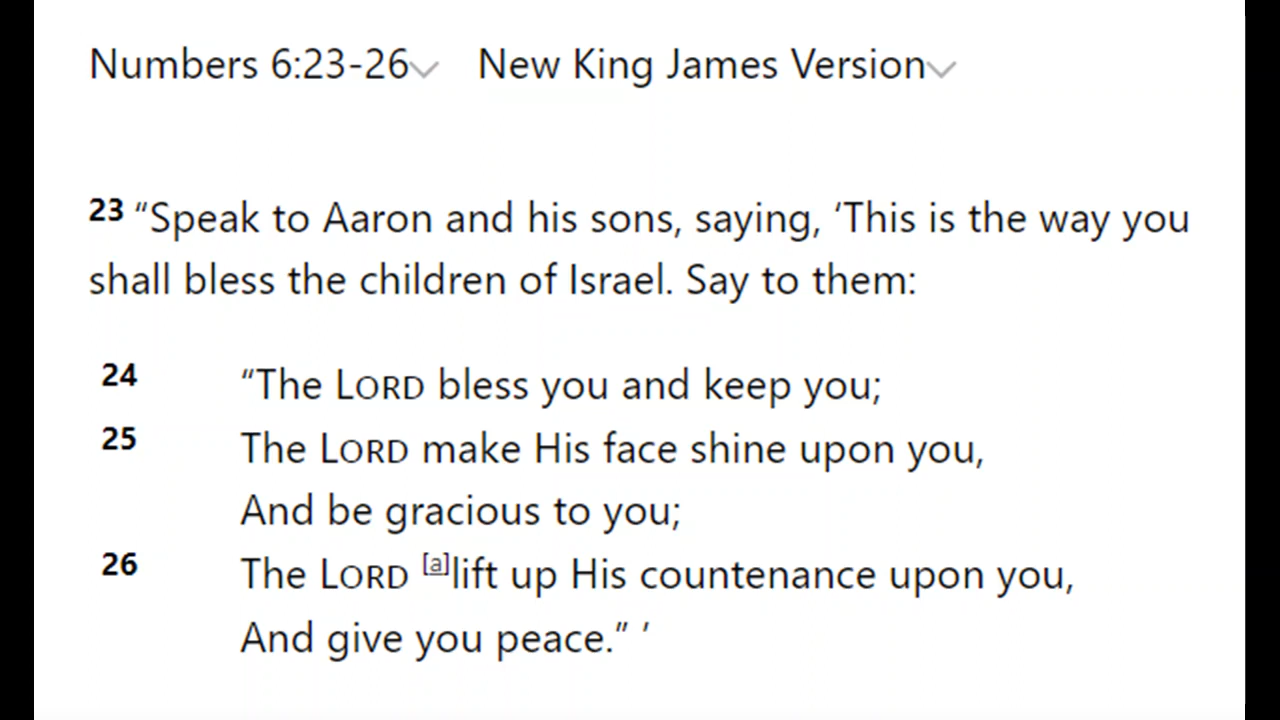 Numbers 6:23-26 New King James Version
23 “Speak to Aaron and his sons, saying, ‘This is the way you
shall bless the children of Israel. Say to them:
24 “The LORD bless you and keep you;
25 The LORD make His face shine upon you,
And be gracious to you;
26 The LORD [a]lift up His countenance upon you,
And give you peace.” ’